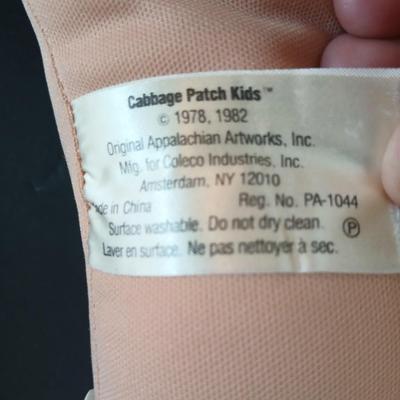 Cabbage Patch Kids™
© 1978, 1982
Original Appalachian Artworks, Inc.
Mfg. for Coleco Industries, Inc.
Amsterdam, NY 12010
in China Reg. No. PA-1044
Surface washable. Do not dry clean. Ⓟ
Laver en surface. Ne pas nettoyer à sec.